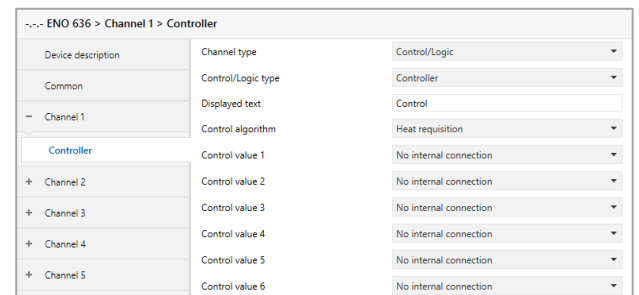 -.-.- ENO 636 > Channel 1 > Controller
Device description
Common
− Channel 1
Controller
+ Channel 2
+ Channel 3
+ Channel 4
+ Channel 5
Channel type Control/Logic
Control/Logic type Controller
Displayed text Control
Control algorithm Heat requisition
Control value 1 No internal connection
Control value 2 No internal connection
Control value 3 No internal connection
Control value 4 No internal connection
Control value 5 No internal connection
Control value 6 No internal connection